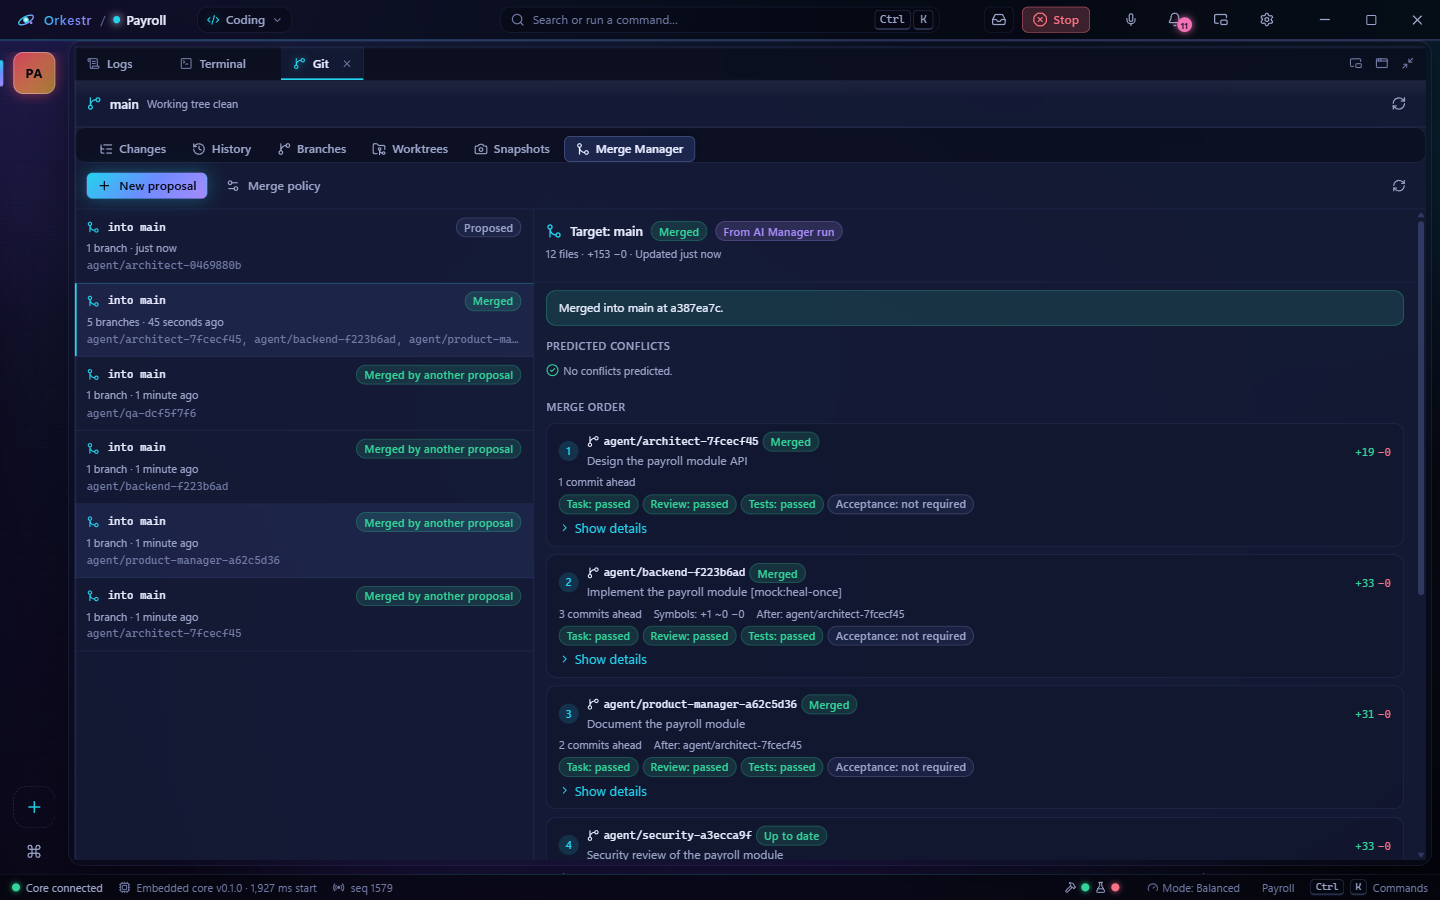 Orkestr / Payroll
Coding
Search or run a command...
Ctrl K
Stop
11
PA
Logs
Terminal
Git
main Working tree clean
Changes
History
Branches
Worktrees
Snapshots
Merge Manager
New proposal
Merge policy
into main
Proposed
1 branch · just now
agent/architect-0469880b
into main
Merged
5 branches · 45 seconds ago
agent/architect-7fcecf45, agent/backend-f223b6ad, agent/product-ma…
into main
Merged by another proposal
1 branch · 1 minute ago
agent/qa-dcf5f7f6
into main
Merged by another proposal
1 branch · 1 minute ago
agent/backend-f223b6ad
into main
Merged by another proposal
1 branch · 1 minute ago
agent/product-manager-a62c5d36
into main
Merged by another proposal
1 branch · 1 minute ago
agent/architect-7fcecf45
Target: main Merged From AI Manager run
12 files · +153 −0 · Updated just now
Merged into main at a387ea7c.
PREDICTED CONFLICTS
No conflicts predicted.
MERGE ORDER
1 agent/architect-7fcecf45 Merged
Design the payroll module API
+19 −0
1 commit ahead
Task: passed Review: passed Tests: passed Acceptance: not required
Show details
2 agent/backend-f223b6ad Merged
Implement the payroll module [mock:heal-once]
+33 −0
3 commits ahead Symbols: +1 ~0 −0 After: agent/architect-7fcecf45
Task: passed Review: passed Tests: passed Acceptance: not required
Show details
3 agent/product-manager-a62c5d36 Merged
Document the payroll module
+31 −0
2 commits ahead After: agent/architect-7fcecf45
Task: passed Review: passed Tests: passed Acceptance: not required
Show details
4 agent/security-a3ecca9f Up to date
Security review of the payroll module
+33 −0
Core connected
Embedded core v0.1.0 · 1,927 ms start
seq 1579
Mode: Balanced
Payroll
Ctrl K Commands